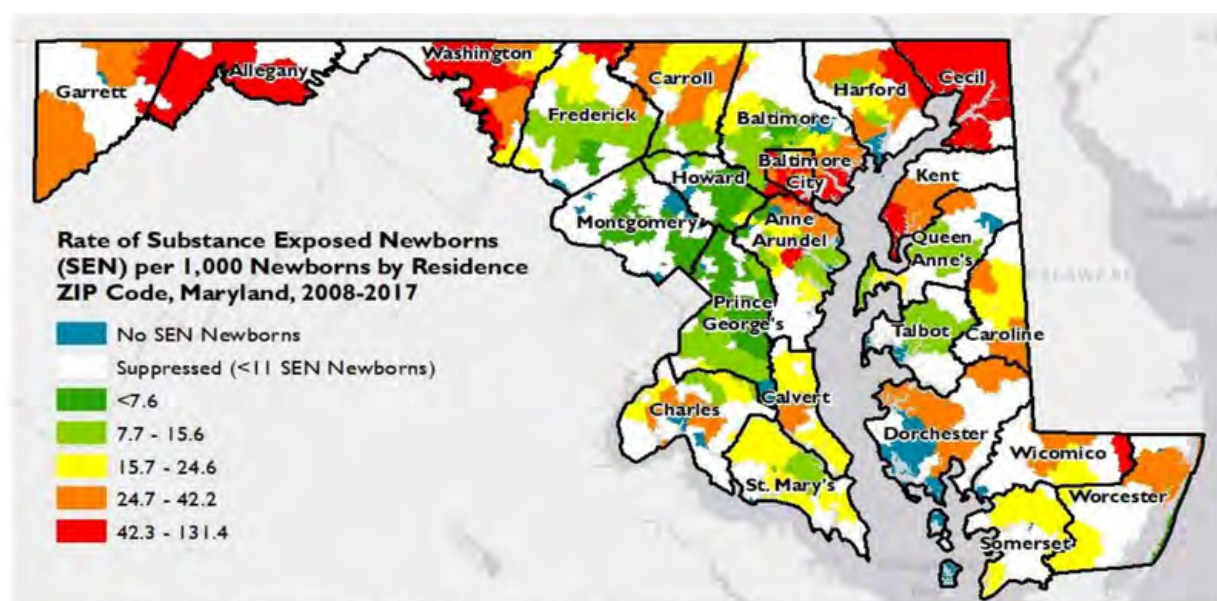 Washington
Garrett
Allegany
Carroll
Cecil
Harford
Frederick
Baltimore
Baltimore
City
Howard
Kent
Montgomery
Anne
Arundel
Queen
Anne's
Rate of Substance Exposed Newborns
(SEN) per 1,000 Newborns by Residence
ZIP Code, Maryland, 2008-2017
DELAWARE
Prince
George's
No SEN Newborns
Talbot
Caroline
Suppressed (<11 SEN Newborns)
<7.6
Charles
Calvert
7.7 - 15.6
Dorchester
15.7 - 24.6
Wicomico
St. Mary's
24.7 - 42.2
Worcester
42.3 - 131.4
Somerset